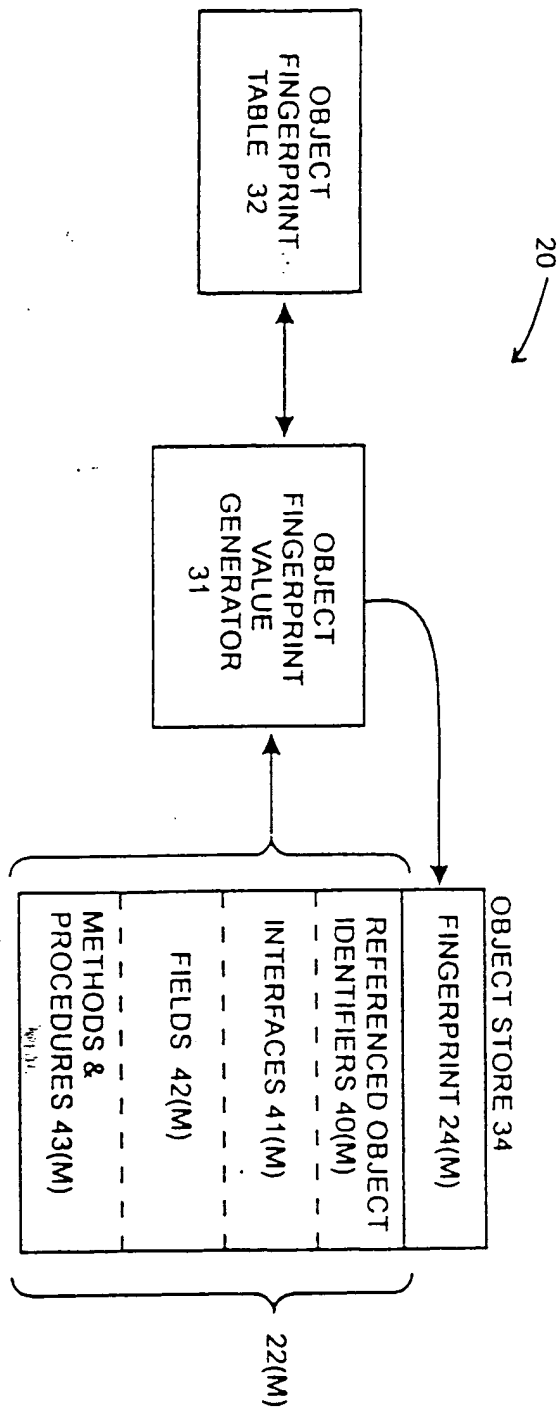 20
OBJECT
FINGERPRINT
TABLE 32
OBJECT
FINGERPRINT
VALUE
GENERATOR
31
OBJECT STORE 34
FINGERPRINT 24(M)
REFERENCED OBJECT
IDENTIFIERS 40(M)
INTERFACES 41(M)
FIELDS 42(M)
METHODS &
PROCEDURES 43(M)
22(M)